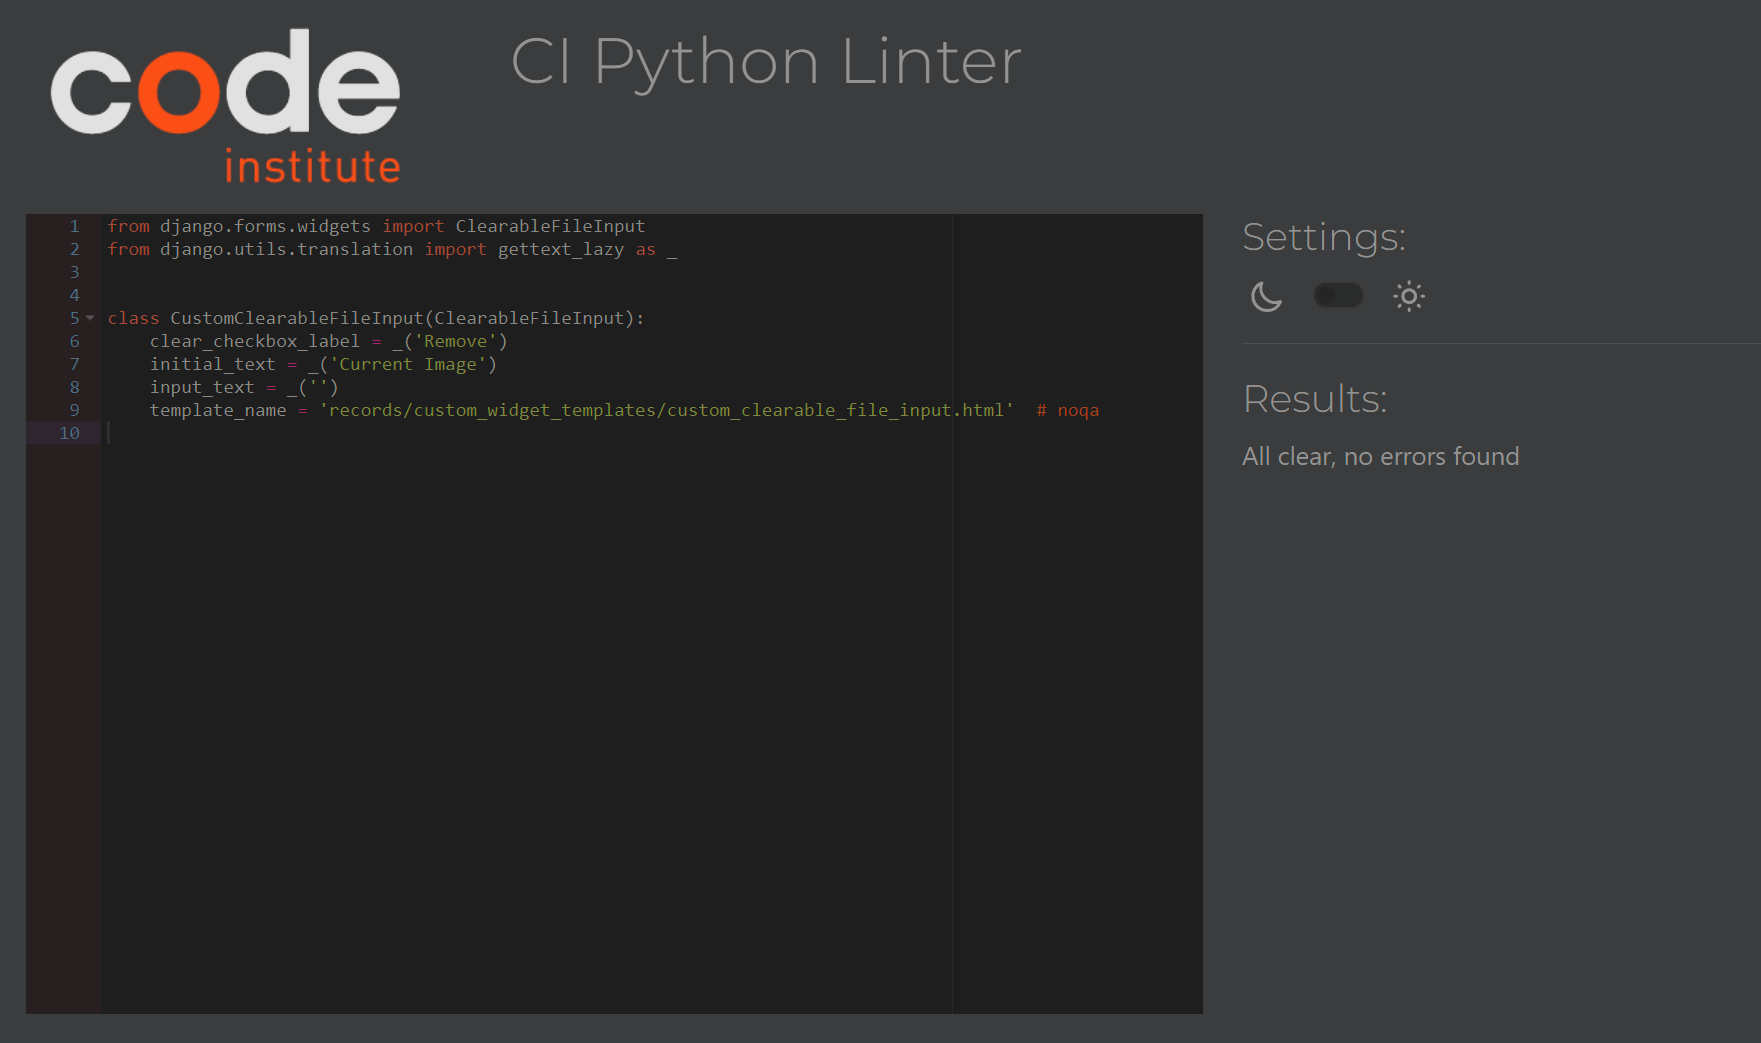 code
institute
CI Python Linter
1 from django.forms.widgets import ClearableFileInput
2 from django.utils.translation import gettext_lazy as _
3
4
5 class CustomClearableFileInput(ClearableFileInput):
6     clear_checkbox_label = _('Remove')
7     initial_text = _('Current Image')
8     input_text = _('')
9     template_name = 'records/custom_widget_templates/custom_clearable_file_input.html'  # noqa
10
Settings:
Results:
All clear, no errors found